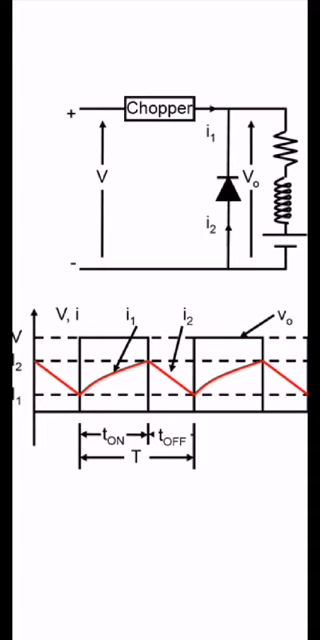 +
Chopper
i₁
V
Vₒ
i₂
-
V, i
i₁
i₂
vₒ
V
I₂
I₁
tON
tOFF
T